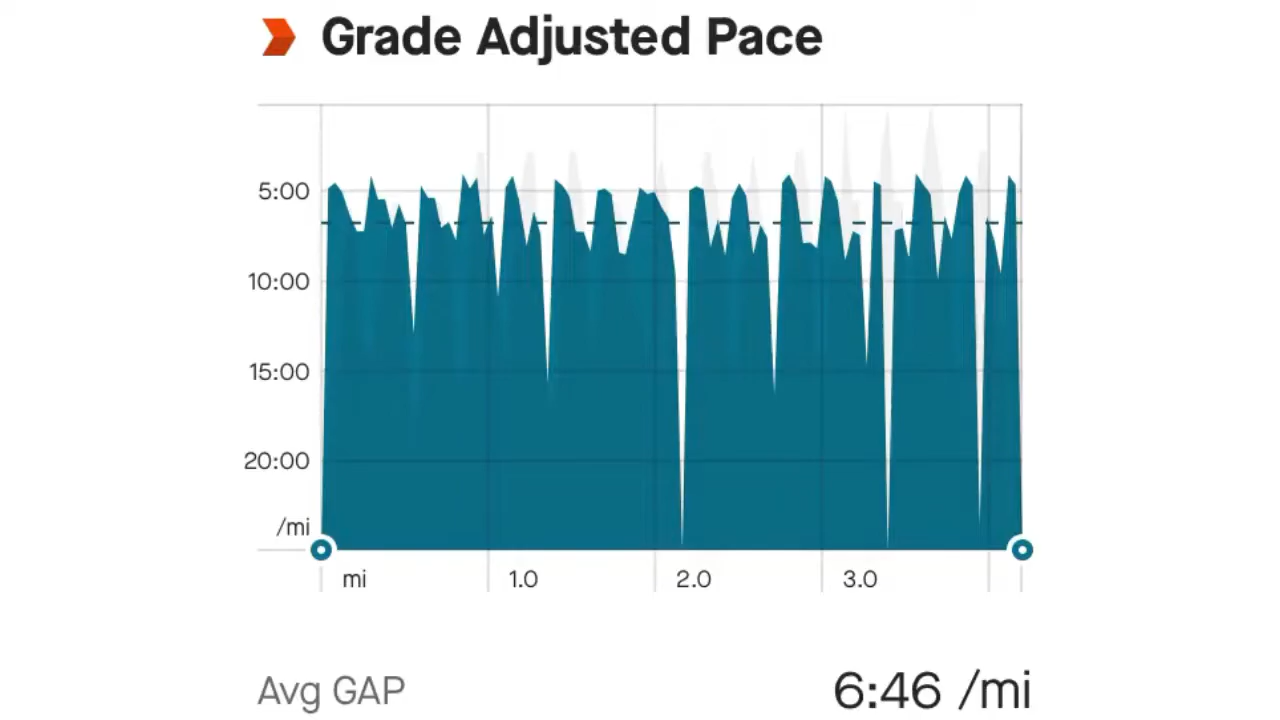 Grade Adjusted Pace
5:00
10:00
15:00
20:00
/mi
mi 1.0 2.0 3.0
Avg GAP 6:46 /mi